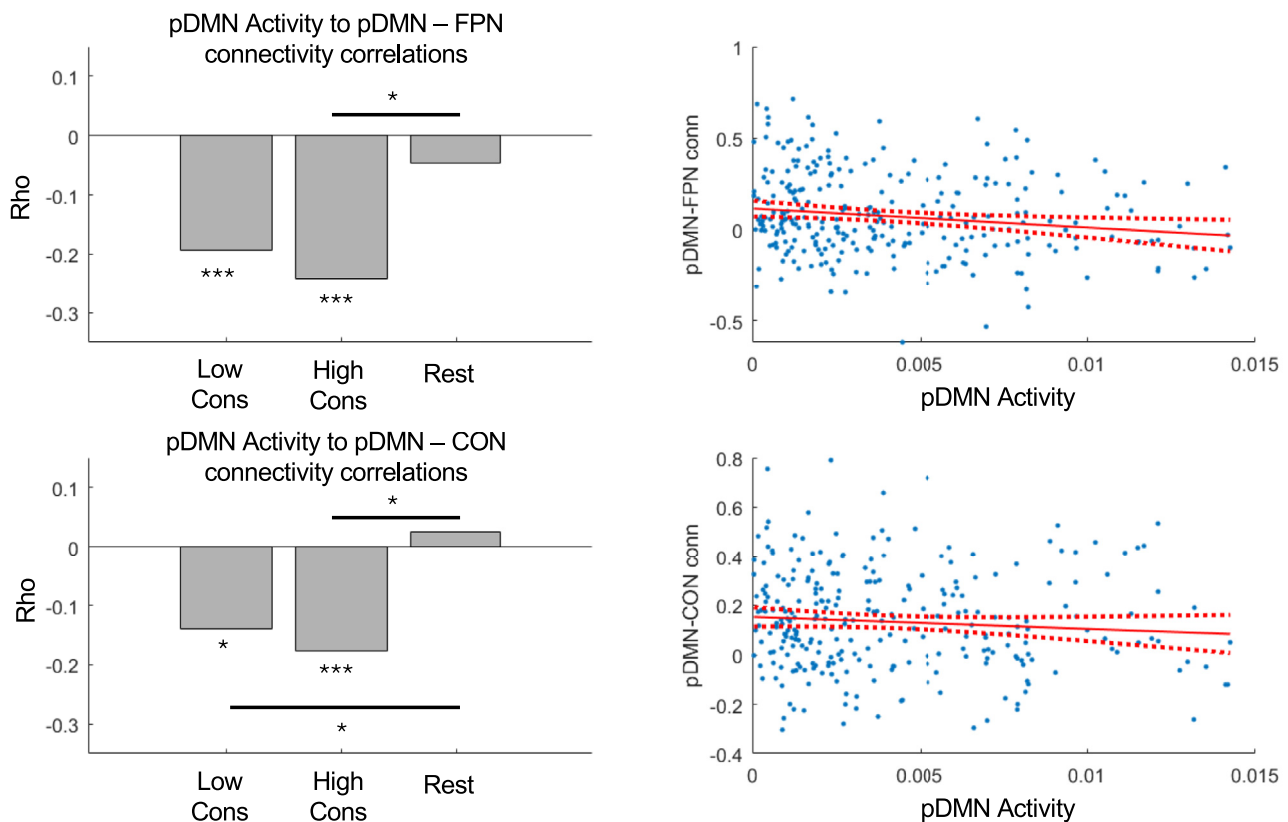 pDMN Activity to pDMN – FPN
connectivity correlations
0.1
0
-0.1
-0.2
-0.3
Rho
*
***
***
Low
Cons
High
Cons
Rest
1
0.5
0
-0.5
pDMN-FPN conn
0
0.005
0.01
0.015
pDMN Activity
pDMN Activity to pDMN – CON
connectivity correlations
0.1
0
-0.1
-0.2
-0.3
Rho
*
*
***
*
Low
Cons
High
Cons
Rest
0.8
0.6
0.4
0.2
0
-0.2
-0.4
pDMN-CON conn
0
0.005
0.01
0.015
pDMN Activity